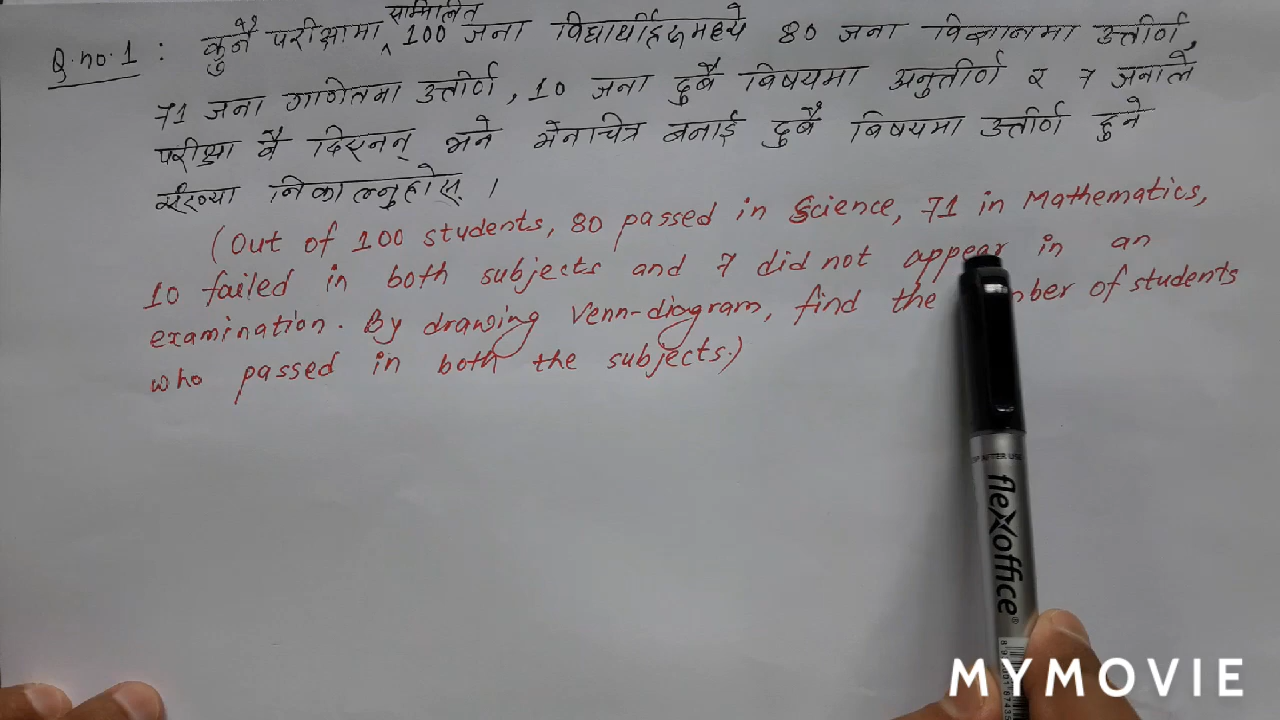 Q.no.1 : कुनै परीक्षामा सम्मिलित 100 जना विद्यार्थीहरूमध्ये 80 जना विज्ञानमा उत्तीर्ण,
71 जना गणितमा उत्तीर्ण, 10 जना दुबै विषयमा अनुतीर्ण र 7 जनाले
परीक्षा नै दिएनन् भने भेनचित्र बनाई दुबै विषयमा उत्तीर्ण हुने
संख्या निकाल्नुहोस् ।
(Out of 100 students, 80 passed in Science, 71 in Mathematics,
10 failed in both subjects and 7 did not appear in an
examination. By drawing Venn-diagram, find the mber of students
who passed in both the subjects.)
flexoffice®
MYMOVIE